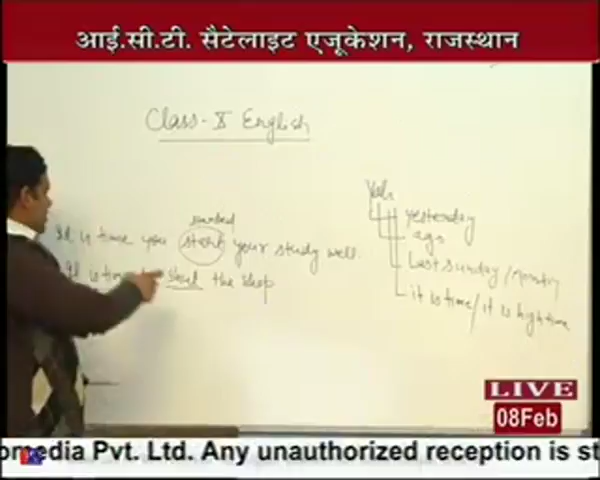 आई.सी.टी. सैटेलाइट एजूकेशन, राजस्थान
Class-X English
started
It is time you start your study well.
It is time the shop
yesterday
ago
Last sunday / Monday
it is time / it is high time
LIVE
08Feb
omedia Pvt. Ltd. Any unauthorized reception is st